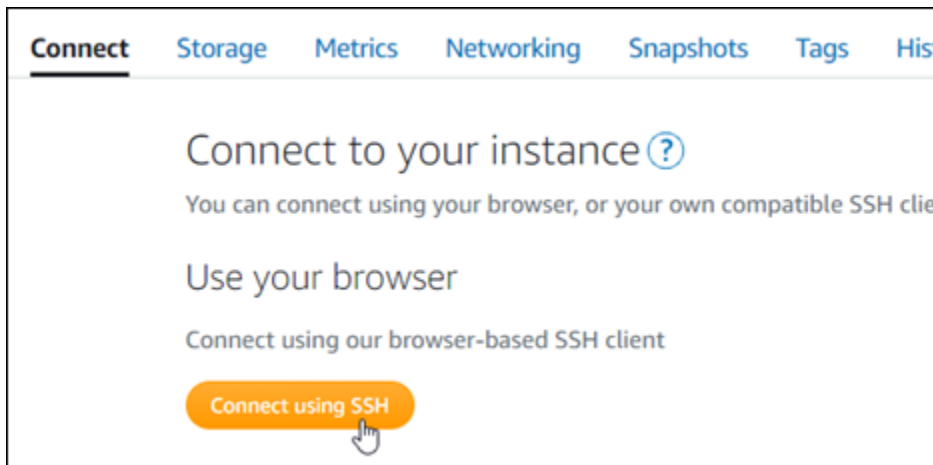 Connect Storage Metrics Networking Snapshots Tags
Connect to your instance ?
You can connect using your browser, or your own compatible SSH
Use your browser
Connect using our browser-based SSH client
Connect using SSH